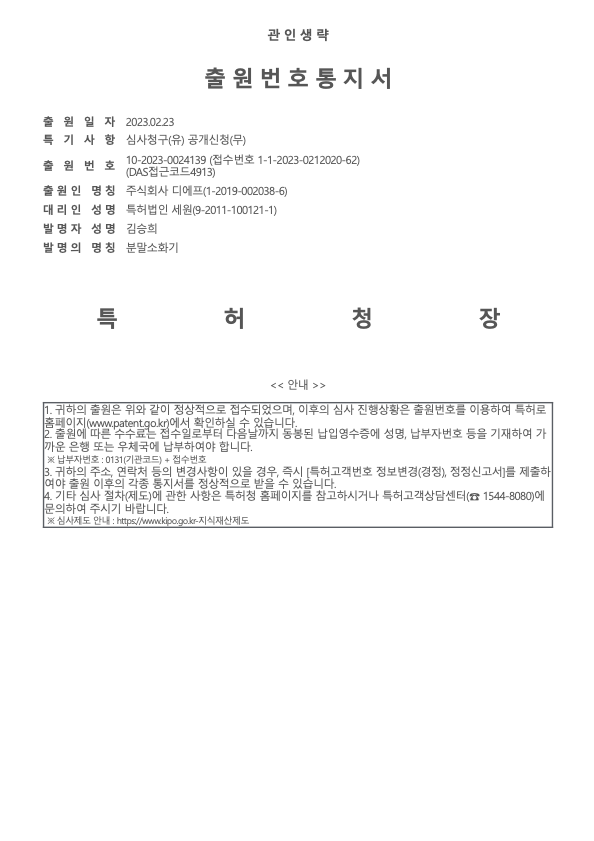 관 인 생 략
출 원 번 호 통 지 서
출 원 일 자 2023.02.23
특 기 사 항 심사청구(유) 공개신청(무)
출 원 번 호 10-2023-0024139 (접수번호 1-1-2023-0212020-62)
(DAS접근코드4913)
출 원 인 명 칭 주식회사 디에프(1-2019-002038-6)
대 리 인 성 명 특허법인 세원(9-2011-100121-1)
발 명 자 성 명 김승희
발 명 의 명 칭 분말소화기
특 허 청 장
<< 안내 >>
1. 귀하의 출원은 위와 같이 정상적으로 접수되었으며, 이후의 심사 진행상황은 출원번호를 이용하여 특허로
홈페이지(www.patent.go.kr)에서 확인하실 수 있습니다.
2. 출원에 따른 수수료는 접수일로부터 다음날까지 동봉된 납입영수증에 성명, 납부자번호 등을 기재하여 가
까운 은행 또는 우체국에 납부하여야 합니다.
※ 납부자번호 : 0131(기관코드) + 접수번호
3. 귀하의 주소, 연락처 등의 변경사항이 있을 경우, 즉시 [특허고객번호 정보변경(경정), 정정신고서]를 제출하
여야 출원 이후의 각종 통지서를 정상적으로 받을 수 있습니다.
4. 기타 심사 절차(제도)에 관한 사항은 특허청 홈페이지를 참고하시거나 특허고객상담센터(☎ 1544-8080)에
문의하여 주시기 바랍니다.
※ 심사제도 안내 : https://www.kipo.go.kr-지식재산제도